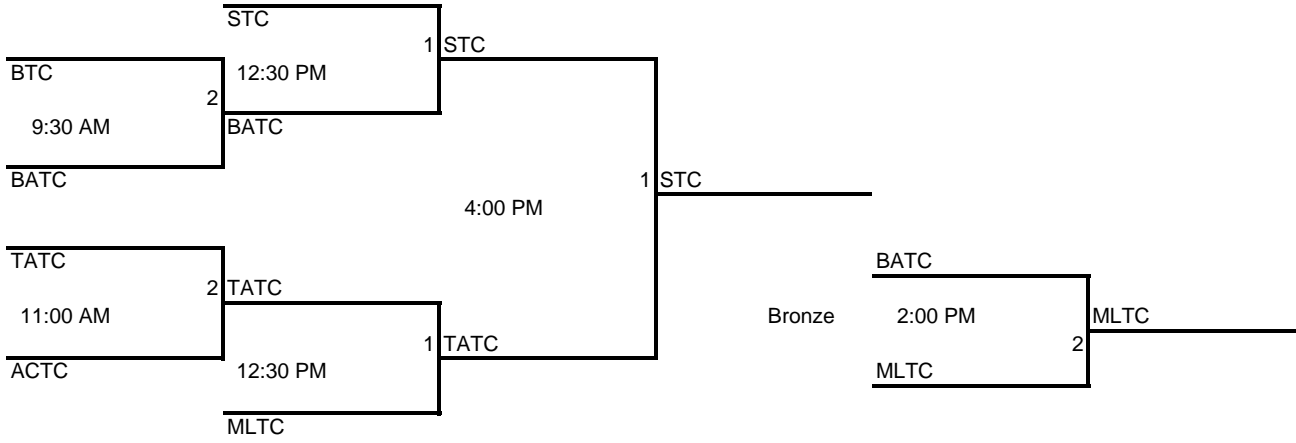 STC
1 STC
BTC
12:30 PM
2
9:30 AM
BATC
BATC
1 STC
4:00 PM
TATC
BATC
2 TATC
11:00 AM
Bronze
2:00 PM
MLTC
1 TATC
2
ACTC
12:30 PM
MLTC
MLTC